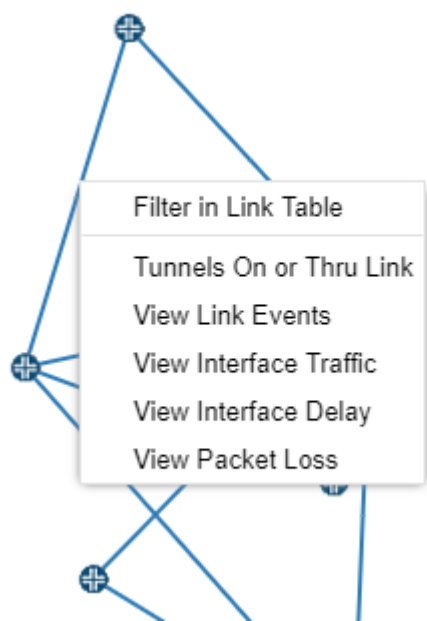 Filter in Link Table
Tunnels On or Thru Link
View Link Events
View Interface Traffic
View Interface Delay
View Packet Loss